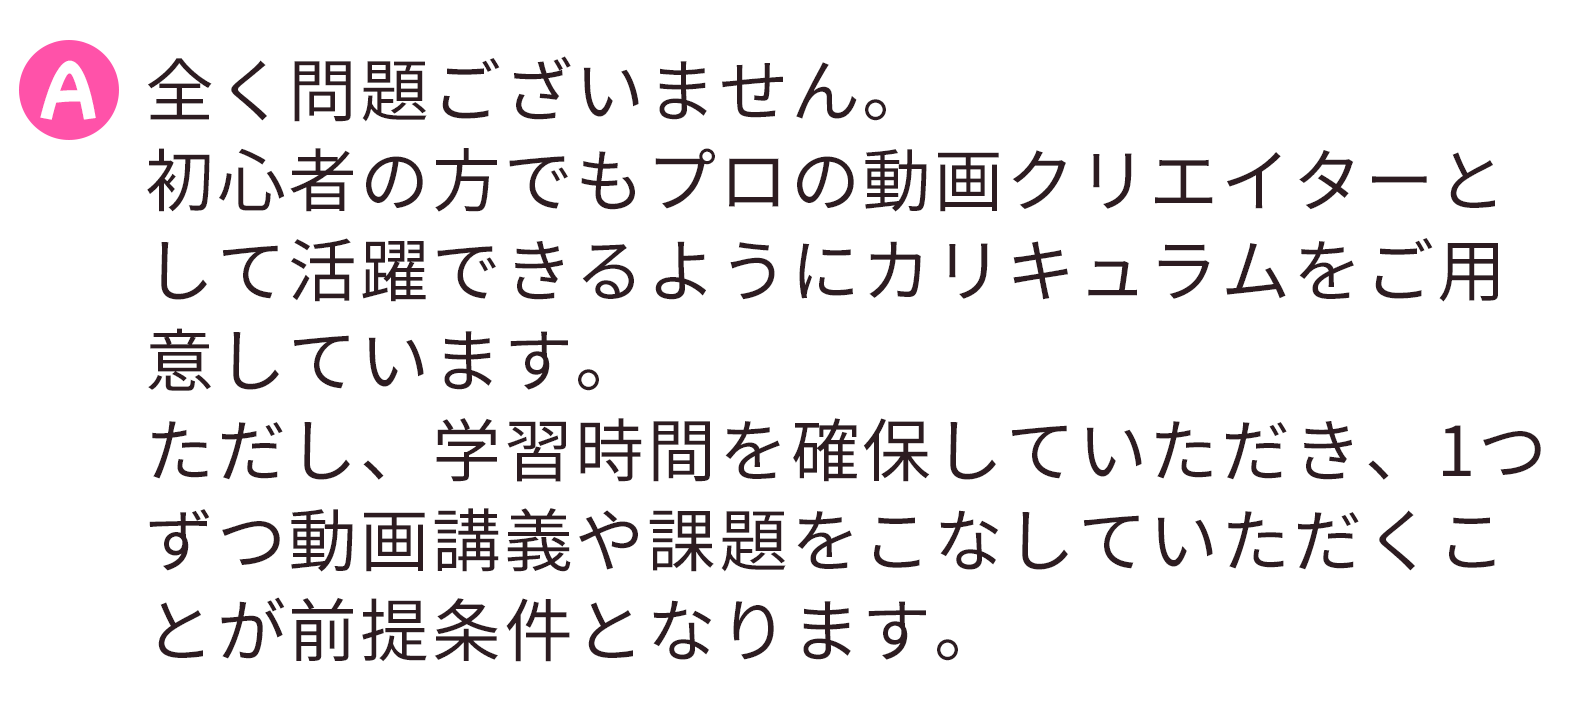 A 全く問題ございません。
初心者の方でもプロの動画クリエイターと
して活躍できるようにカリキュラムをご用
意しています。
ただし、学習時間を確保していただき、1つ
ずつ動画講義や課題をこなしていただくこ
とが前提条件となります。